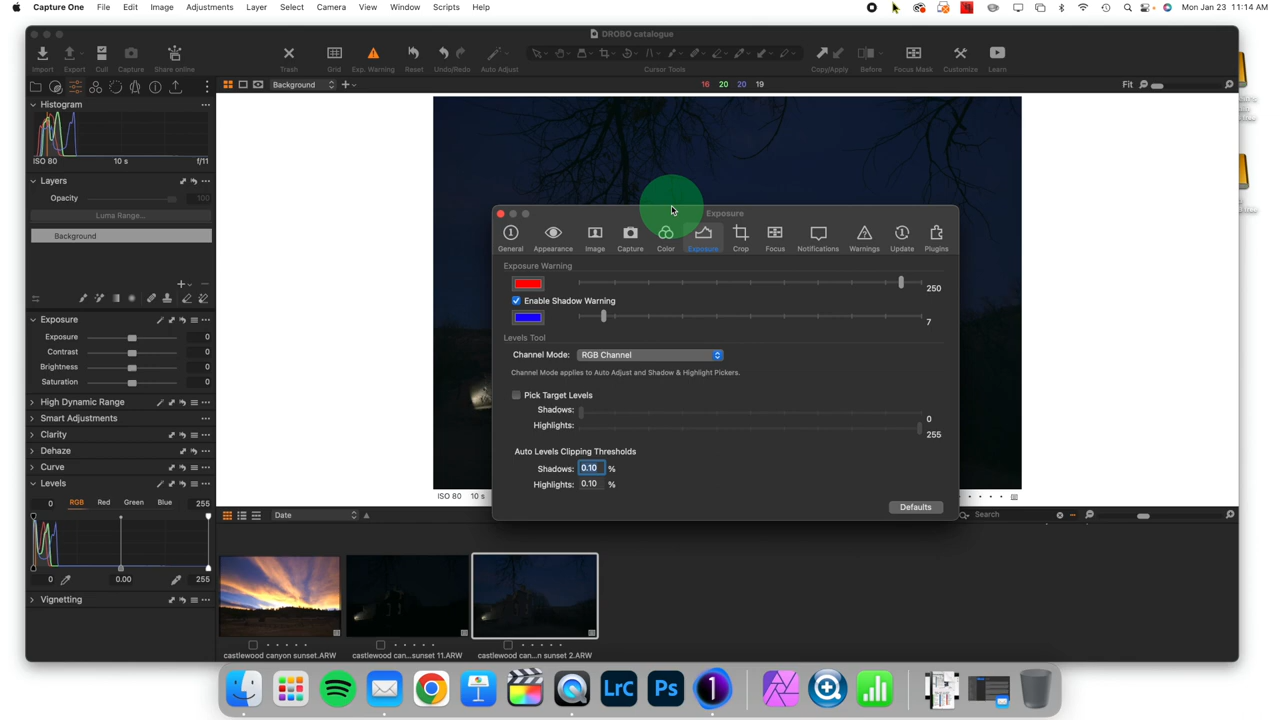 Capture One File Edit Image Adjustments Layer Select Camera View Window Scripts Help Mon Jan 23 11:14 AM
DROBO catalogue
Import Export Cull Capture Share online Trash Grid Exp. Warning Reset Undo/Redo Auto Adjust Cursor Tools Copy/Apply Before Focus Mask Customize Learn
Background 16 20 20 19 Fit
Histogram
ISO 80 10 s f/11
Layers
Opacity 100
Luma Range...
Background
Exposure
Exposure 0
Contrast 0
Brightness 0
Saturation 0
High Dynamic Range
Smart Adjustments
Clarity
Dehaze
Curve
Levels
0 RGB Red Green Blue 255
0 0.00 255
Vignetting
Exposure
General Appearance Image Capture Color Exposure Crop Focus Notifications Warnings Update Plugins
Exposure Warning
250
Enable Shadow Warning
7
Levels Tool
Channel Mode: RGB Channel
Channel Mode applies to Auto Adjust and Shadow & Highlight Pickers.
Pick Target Levels
Shadows: 0
Highlights: 255
Auto Levels Clipping Thresholds
Shadows: 0.10 %
Highlights: 0.10 %
Defaults
ISO 80 10 s
Date Search
castlewood canyon sunset.ARW castlewood can...sunset 11.ARW castlewood can...n sunset 2.ARW
LrC Ps 1